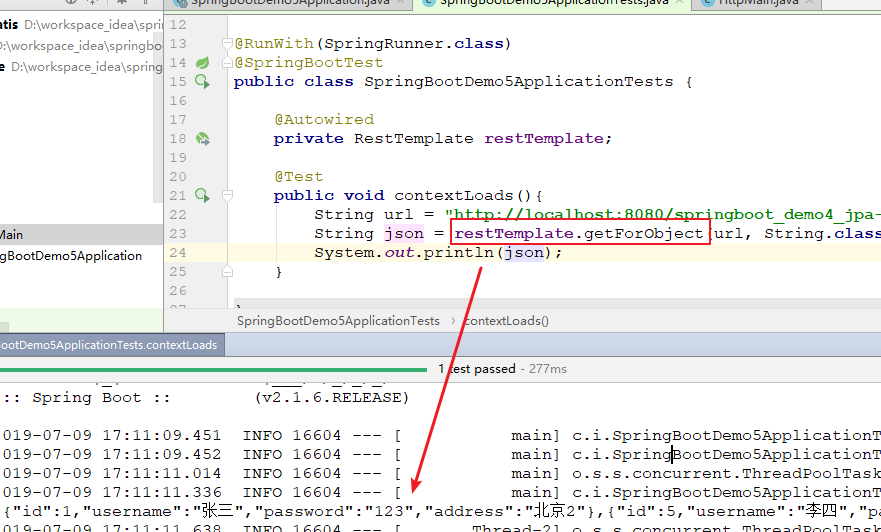 SpringBootDemo5Application.java
SpringBootDemo5ApplicationTests.java
HttpMain.java
ntis D:\workspace_idea\sprin
D:\workspace_idea\springbo
e D:\workspace_idea\spring
Main
ngBootDemo5Application
12
13 @RunWith(SpringRunner.class)
14 @SpringBootTest
15 public class SpringBootDemo5ApplicationTests {
16
17 @Autowired
18 private RestTemplate restTemplate;
19
20 @Test
21 public void contextLoads(){
22 String url = "http://localhost:8080/springboot_demo4_jpa-
23 String json = restTemplate.getForObject(url, String.class
24 System.out.println(json);
25 }
26
27 }
SpringBootDemo5ApplicationTests › contextLoads()
BootDemo5ApplicationTests.contextLoads
1 test passed - 277ms
:: Spring Boot :: (v2.1.6.RELEASE)
019-07-09 17:11:09.451 INFO 16604 --- [ main] c.i.SpringBootDemo5ApplicationT
019-07-09 17:11:09.452 INFO 16604 --- [ main] c.i.SpringBootDemo5ApplicationT
019-07-09 17:11:11.014 INFO 16604 --- [ main] o.s.s.concurrent.ThreadPoolTask
019-07-09 17:11:11.336 INFO 16604 --- [ main] c.i.SpringBootDemo5ApplicationT
{"id":1,"username":"张三","password":"123","address":"北京2"},{"id":5,"username":"李四","pa
019-07-09 17:11:11.638 INFO 16604 --- [ Thread-2] o.s.s.concurrent.ThreadPoolTask